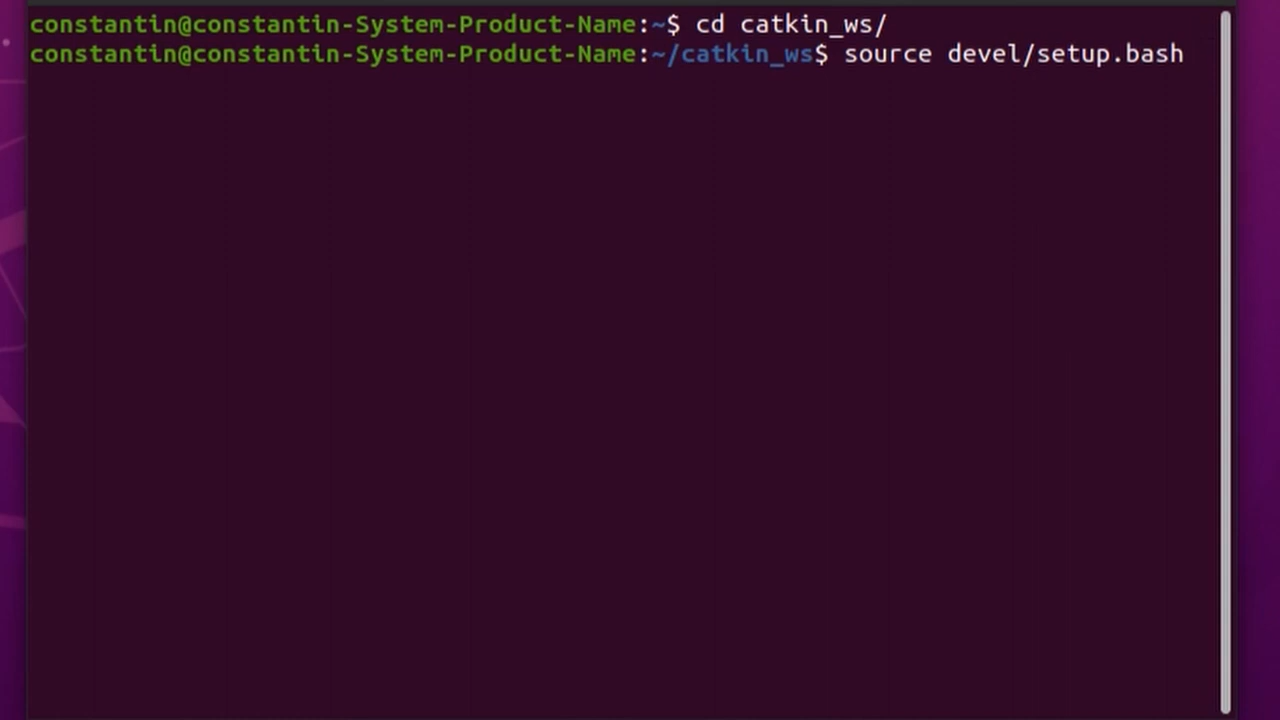 constantin@constantin-System-Product-Name:~$ cd catkin_ws/
constantin@constantin-System-Product-Name:~/catkin_ws$ source devel/setup.bash